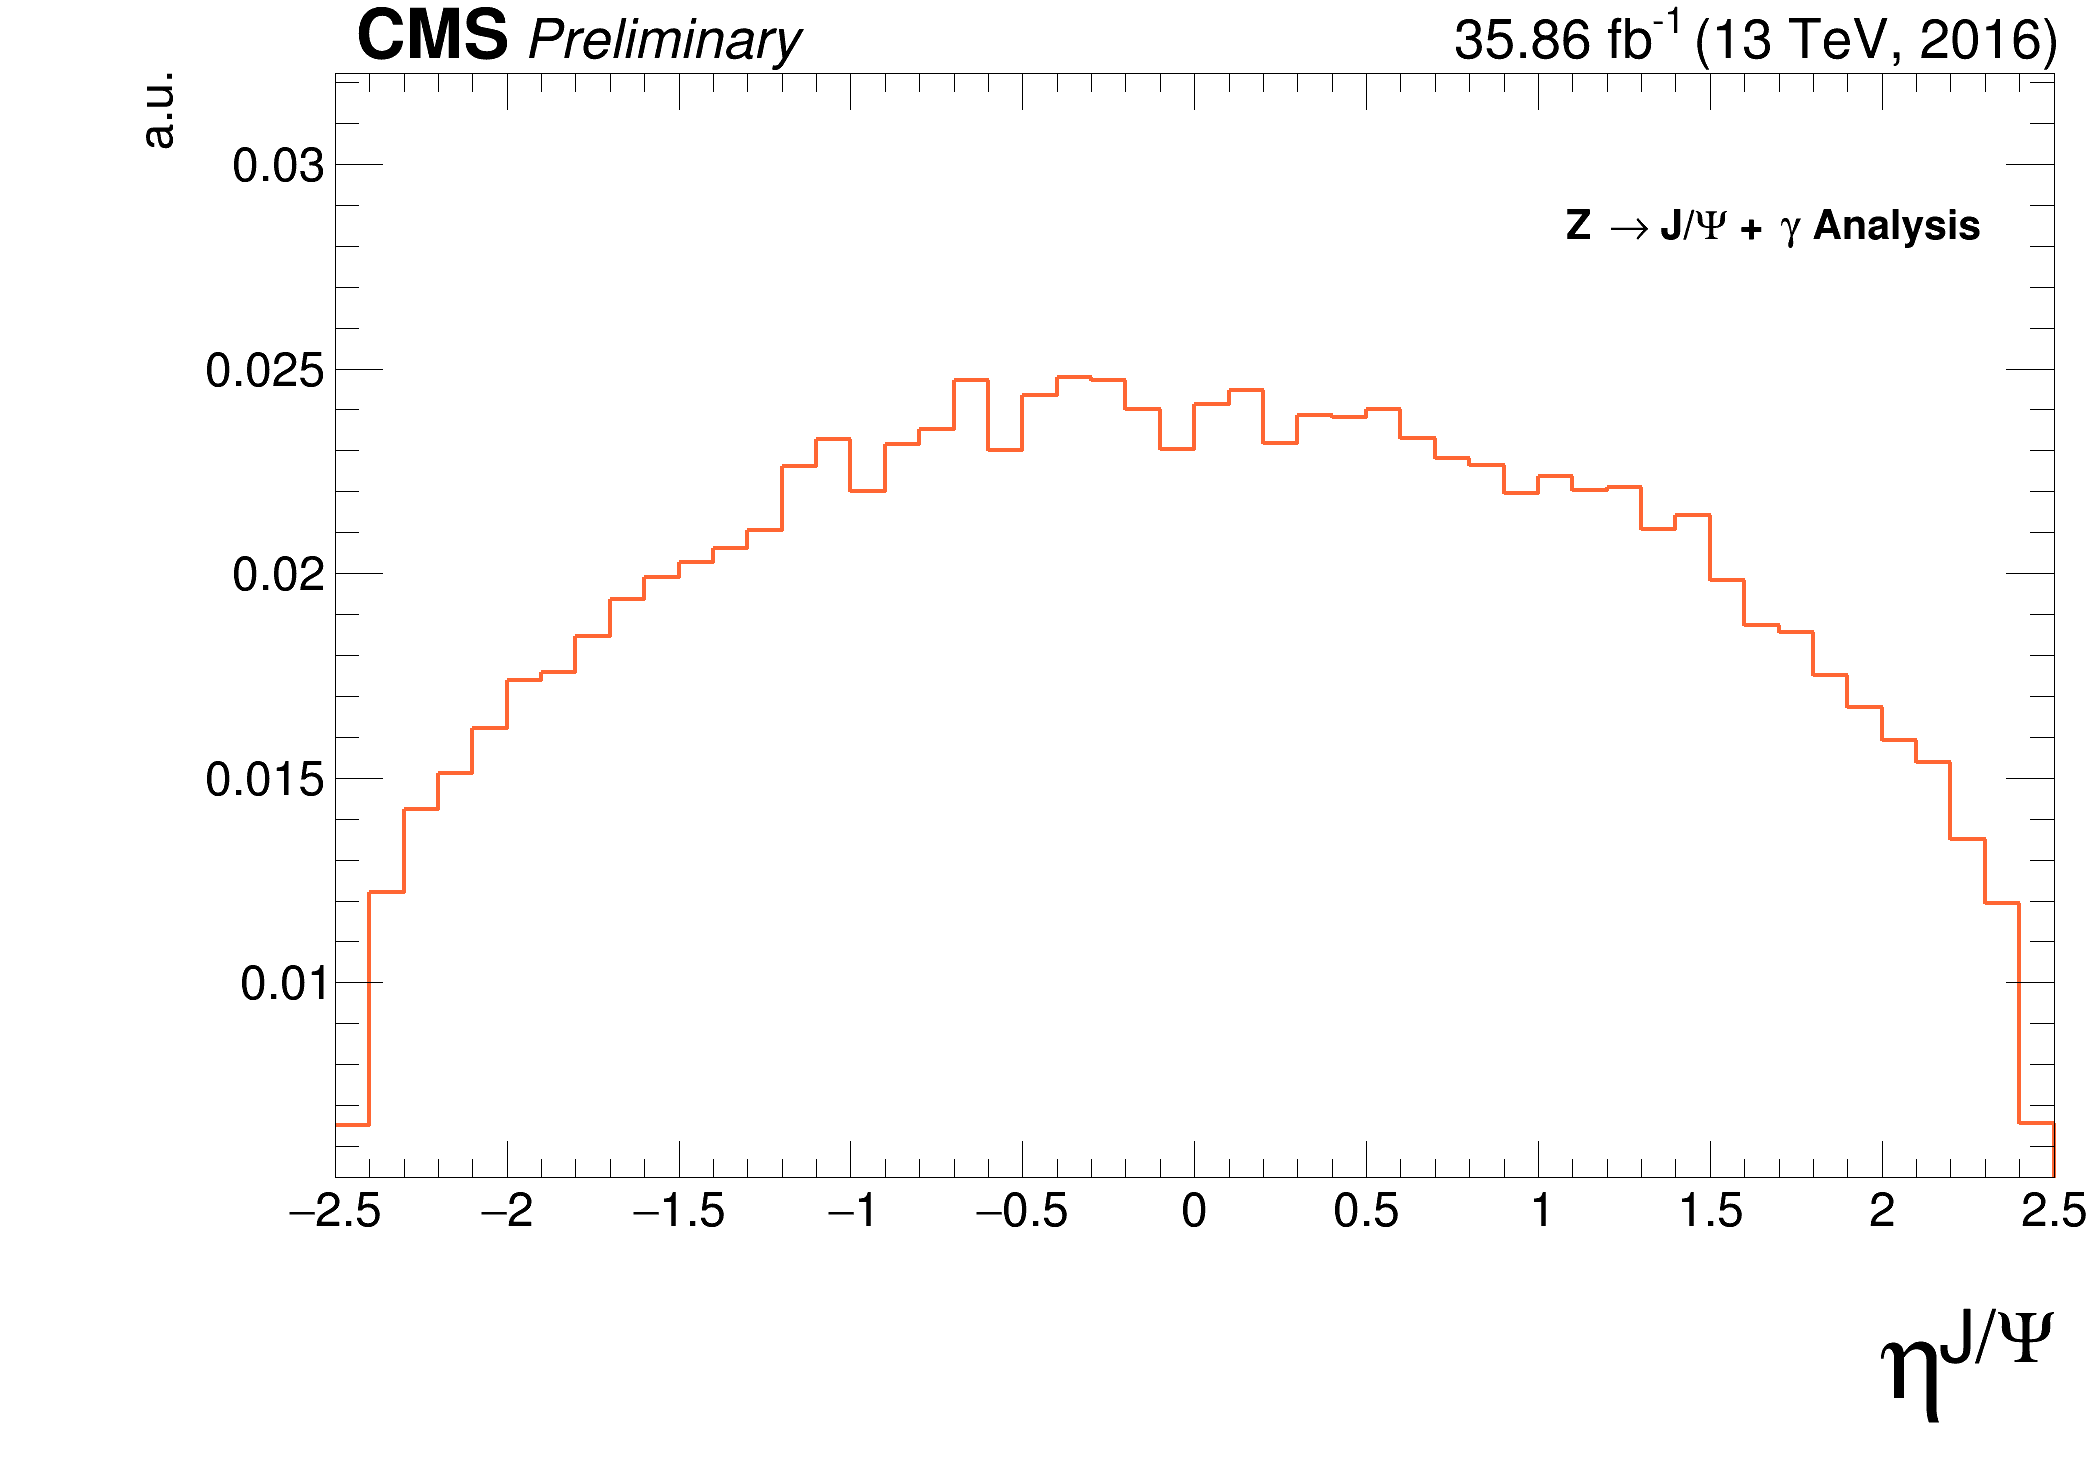 CMS Preliminary 35.86 fb⁻¹ (13 TeV, 2016)
a.u.
0.03
Z → J/Ψ + γ Analysis
0.025
0.02
0.015
0.01
−2.5 −2 −1.5 −1 −0.5 0 0.5 1 1.5 2 2.5
η^J/Ψ